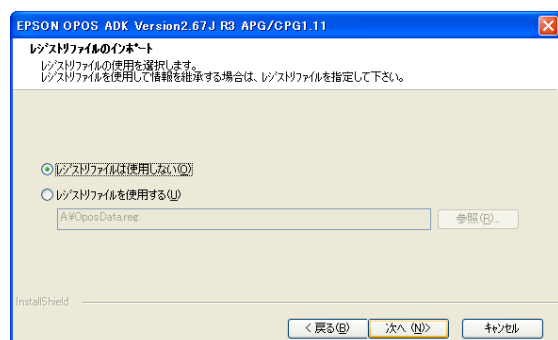 EPSON OPOS ADK Version2.67J R3 APG/CPG1.11
レジストリファイルのインポート
レジストリファイルの使用を選択します。
レジストリファイルを使用して情報を継承する場合は、レジストリファイルを指定して下さい。
レジストリファイルは使用しない(O)
レジストリファイルを使用する(U)
A¥OposData.reg
参照(R)...
InstallShield
< 戻る(B)
次へ (N)>
キャンセル